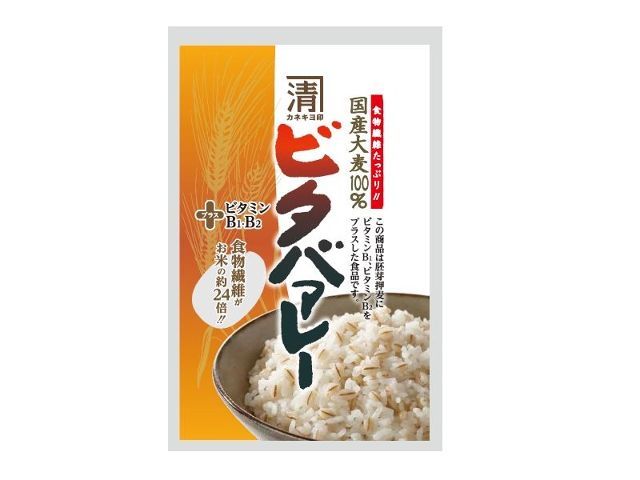 清
カネキヨ印
食物繊維たっぷり!!
国産大麦100%
ビタバァレー
この商品は胚芽押麦に
ビタミンB₁、ビタミンB₂を
プラスした食品です。
プラス
ビタミン
B₁・B₂
食物繊維が
お米の約24倍!!